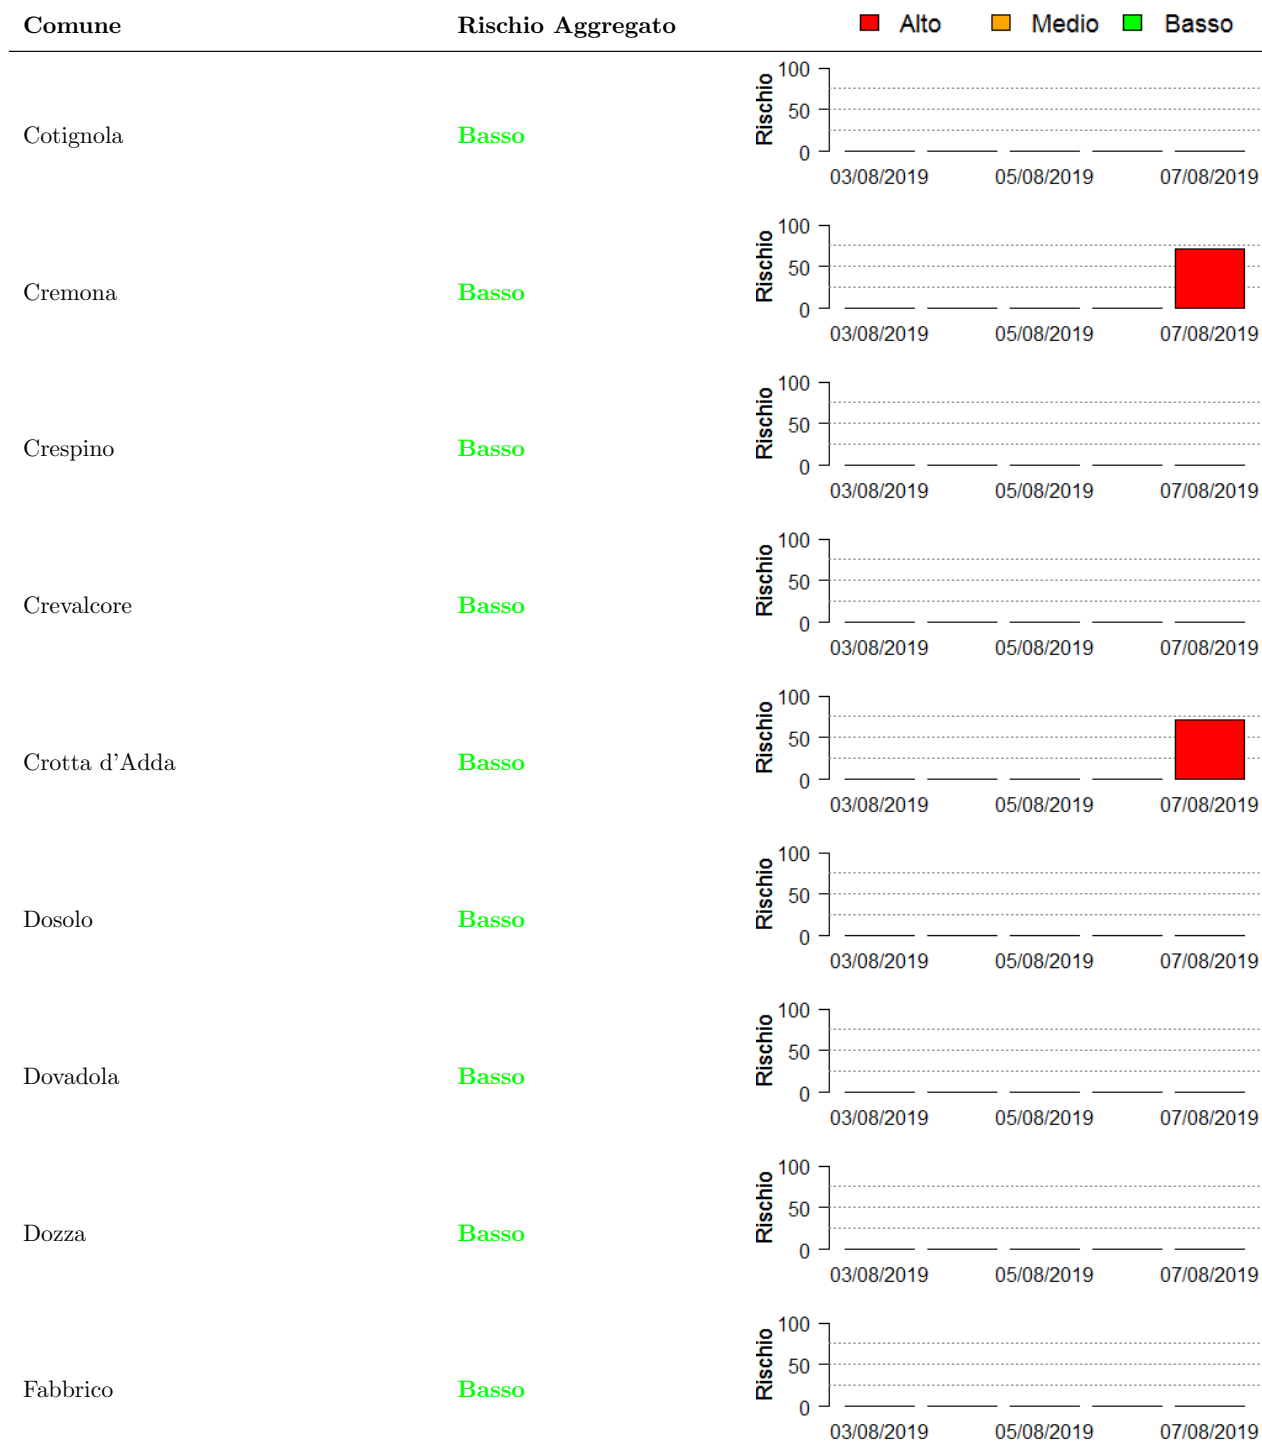 Comune Rischio Aggregato Alto Medio Basso
100
50
0
Rischio
Cotignola Basso
03/08/2019 05/08/2019 07/08/2019
100
50
0
Rischio
Cremona Basso
03/08/2019 05/08/2019 07/08/2019
100
50
0
Rischio
Crespino Basso
03/08/2019 05/08/2019 07/08/2019
100
50
0
Rischio
Crevalcore Basso
03/08/2019 05/08/2019 07/08/2019
100
50
0
Rischio
Crotta d'Adda Basso
03/08/2019 05/08/2019 07/08/2019
100
50
0
Rischio
Dosolo Basso
03/08/2019 05/08/2019 07/08/2019
100
50
0
Rischio
Dovadola Basso
03/08/2019 05/08/2019 07/08/2019
100
50
0
Rischio
Dozza Basso
03/08/2019 05/08/2019 07/08/2019
100
50
0
Rischio
Fabbrico Basso
03/08/2019 05/08/2019 07/08/2019